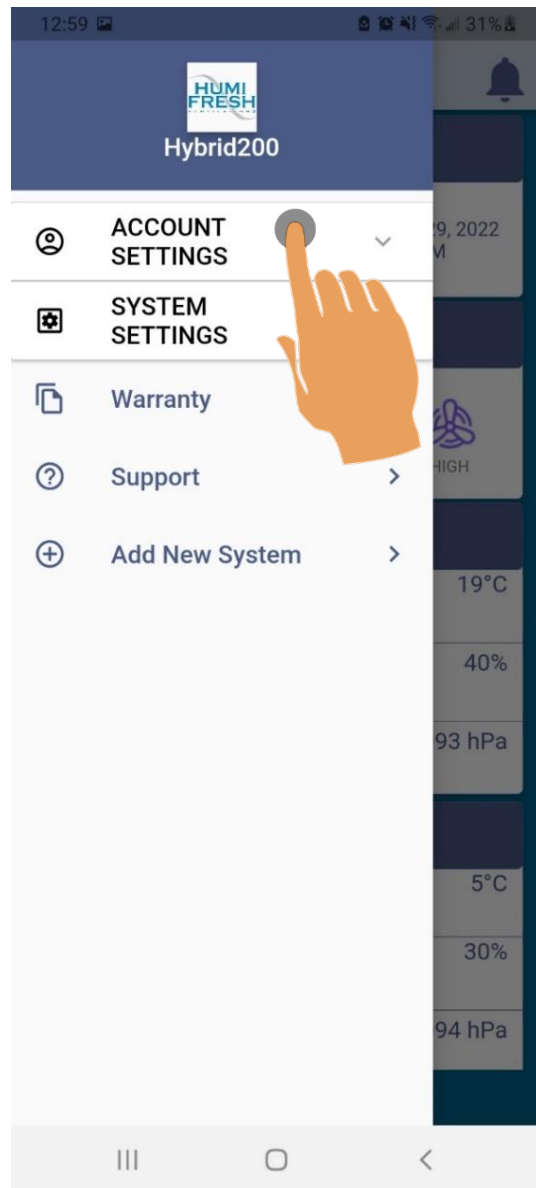 12:59
31%
HUMI
FRESH
Hybrid200
ACCOUNT
SETTINGS
29, 2022
M
SYSTEM
SETTINGS
Warranty
HIGH
Support
Add New System
19°C
40%
93 hPa
5°C
30%
94 hPa